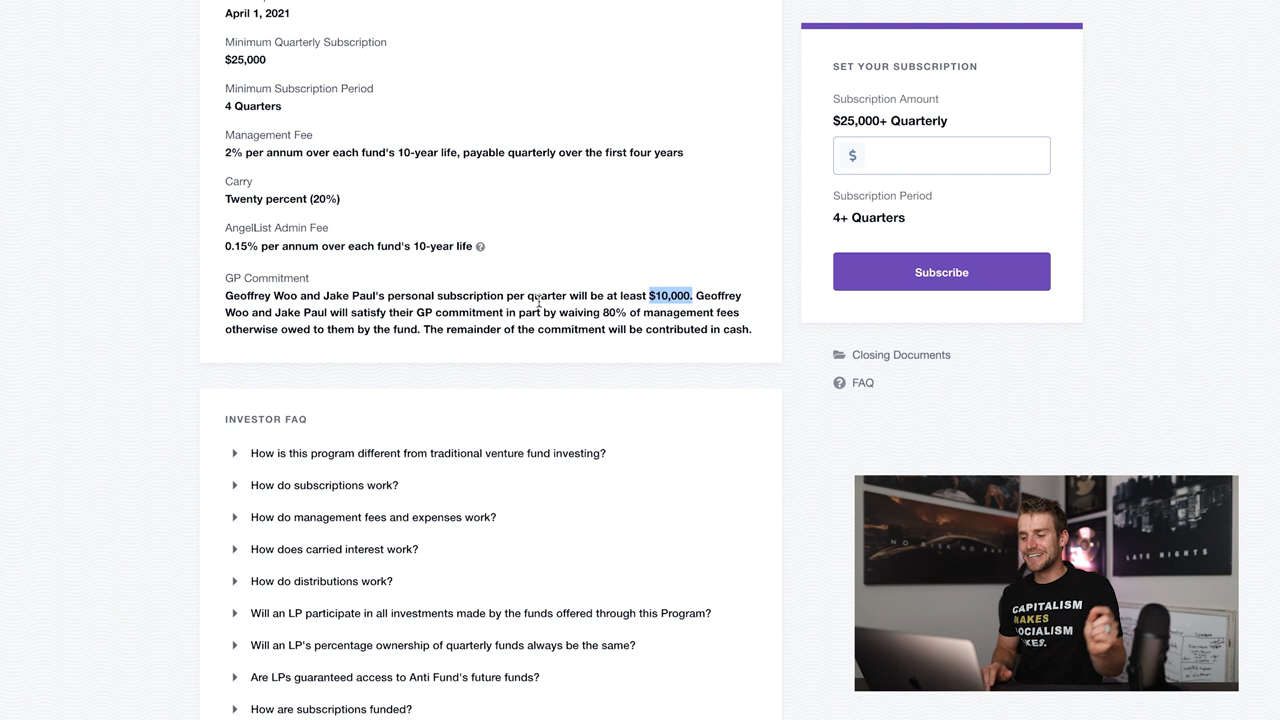 April 1, 2021
Minimum Quarterly Subscription
$25,000
Minimum Subscription Period
4 Quarters
Management Fee
2% per annum over each fund's 10-year life, payable quarterly over the first four years
Carry
Twenty percent (20%)
AngelList Admin Fee
0.15% per annum over each fund's 10-year life ?
GP Commitment
Geoffrey Woo and Jake Paul's personal subscription per quarter will be at least $10,000. Geoffrey
Woo and Jake Paul will satisfy their GP commitment in part by waiving 80% of management fees
otherwise owed to them by the fund. The remainder of the commitment will be contributed in cash.
INVESTOR FAQ
How is this program different from traditional venture fund investing?
How do subscriptions work?
How do management fees and expenses work?
How does carried interest work?
How do distributions work?
Will an LP participate in all investments made by the funds offered through this Program?
Will an LP's percentage ownership of quarterly funds always be the same?
Are LPs guaranteed access to Anti Fund's future funds?
How are subscriptions funded?
SET YOUR SUBSCRIPTION
Subscription Amount
$25,000+ Quarterly
$
Subscription Period
4+ Quarters
Subscribe
Closing Documents
? FAQ
NO RISK NO
LATE NIGHTS
CAPITALISM
MAKES
SOCIALISM